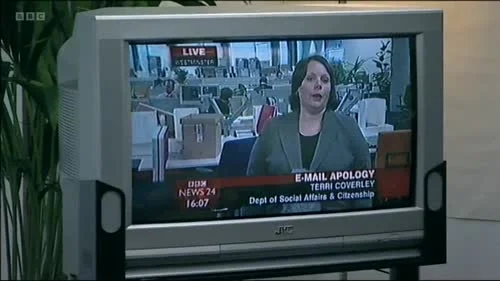 BBC
LIVE
WESTMINSTER
E-MAIL APOLOGY
TERRI COVERLEY
Dept of Social Affairs & Citizenship
BBC
NEWS 24
16:07
JVC